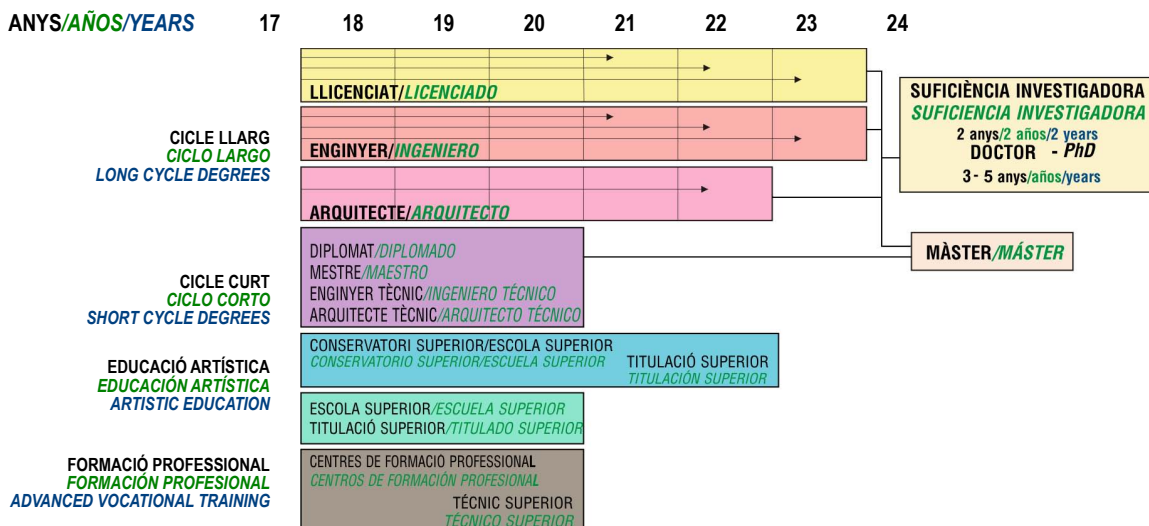 ANYS/AÑOS/YEARS 17 18 19 20 21 22 23 24
CICLE LLARG
CICLO LARGO
LONG CYCLE DEGREES
LLICENCIAT/LICENCIADO
ENGINYER/INGENIERO
ARQUITECTE/ARQUITECTO
SUFICIÈNCIA INVESTIGADORA
SUFICIENCIA INVESTIGADORA
2 anys/2 años/2 years
DOCTOR - PhD
3 - 5 anys/años/years
MÀSTER/MÁSTER
CICLE CURT
CICLO CORTO
SHORT CYCLE DEGREES
DIPLOMAT/DIPLOMADO
MESTRE/MAESTRO
ENGINYER TÈCNIC/INGENIERO TÉCNICO
ARQUITECTE TÈCNIC/ARQUITECTO TÉCNICO
EDUCACIÓ ARTÍSTICA
EDUCACIÓN ARTÍSTICA
ARTISTIC EDUCATION
CONSERVATORI SUPERIOR/ESCOLA SUPERIOR
CONSERVATORIO SUPERIOR/ESCUELA SUPERIOR
TITULACIÓ SUPERIOR
TITULACIÓN SUPERIOR
ESCOLA SUPERIOR/ESCUELA SUPERIOR
TITULACIÓ SUPERIOR/TITULADO SUPERIOR
FORMACIÓ PROFESSIONAL
FORMACIÓN PROFESIONAL
ADVANCED VOCATIONAL TRAINING
CENTRES DE FORMACIÓ PROFESSIONAL
CENTROS DE FORMACIÓN PROFESIONAL
TÉCNIC SUPERIOR
TÉCNICO SUPERIOR